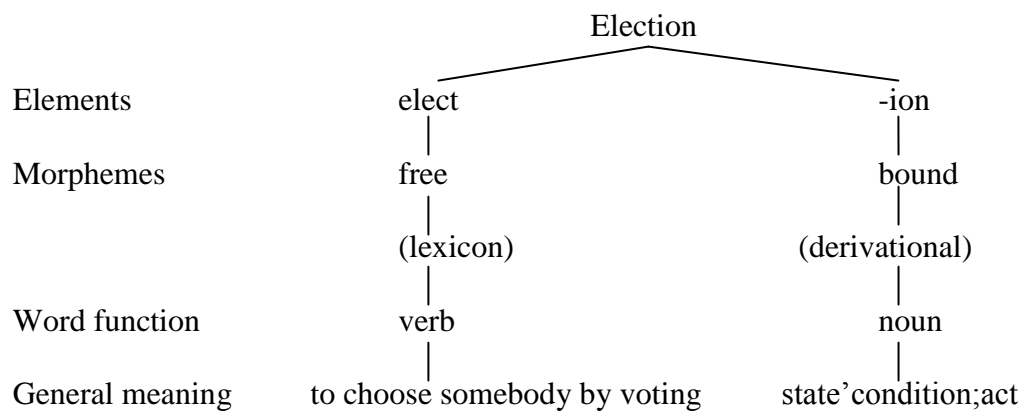 Election
Elements elect -ion
Morphemes free bound
(lexicon) (derivational)
Word function verb noun
General meaning to choose somebody by voting state’condition;act